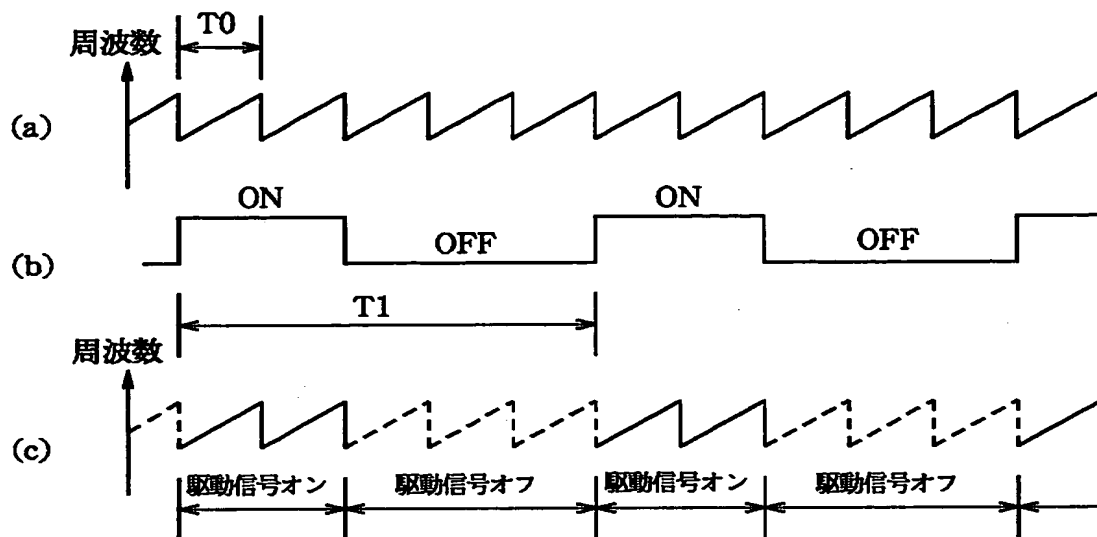 T0
周波数
(a)
ON
ON
OFF
OFF
(b)
T1
周波数
(c)
駆動信号オン
駆動信号オフ
駆動信号オン
駆動信号オフ